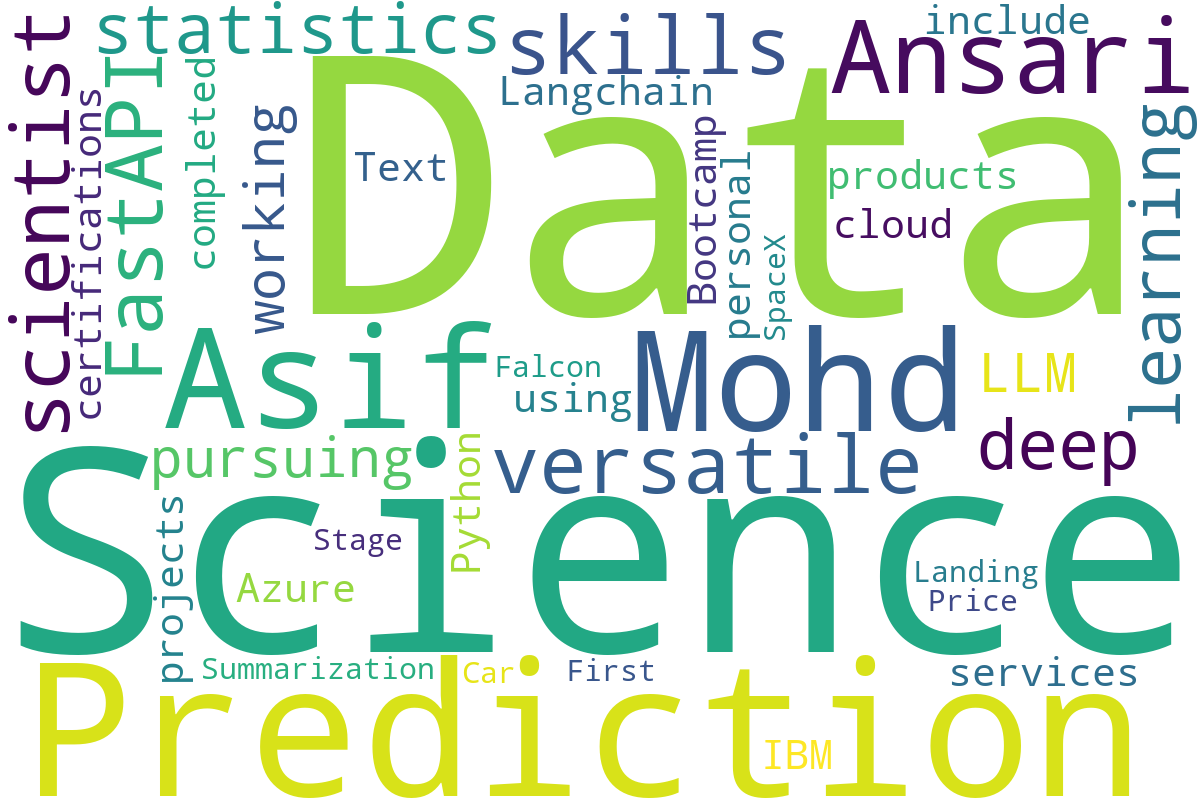 scientist
certifications
FastAPI
statistics
completed
working
Data
skills
Langchain
Text
Bootcamp
personal
SpaceX
include
Ansari
products
cloud
learning
Asif
Falcon
using
Mohd
LLM
deep
pursuing
Python
versatile
Science
projects
Stage
Azure
Landing
Price
Summarization
Car
First
services
Prediction
IBM